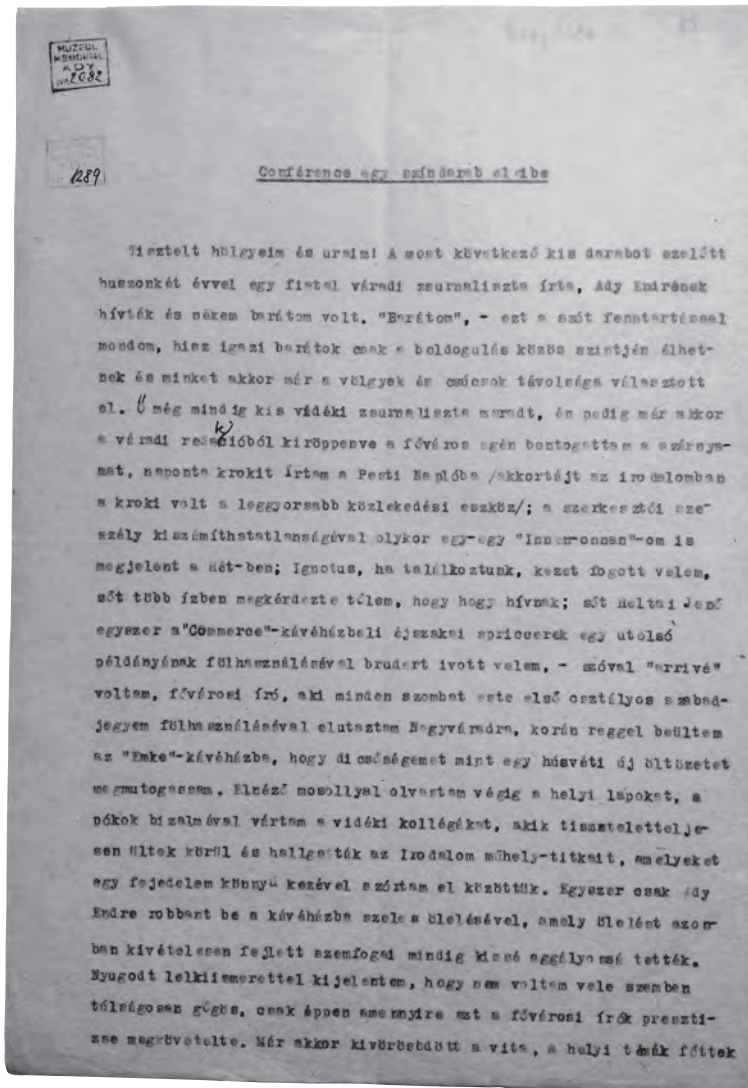 MUZEUL
MEMORIAL
ADY
2082
1289
Conférence egy színdarab elibe
Tisztelt hölgyeim és uraim! A most következő kis darabot ezelőtt
huszonkét évvel egy fiatal váradi zsurnaliszta írta, Ady Endrének
hívták és nékem barátom volt. "Barátom", - ezt a szót fenntartással
mondom, hisz igazi barátok csak a boldogulás közös szintjén élhet-
nek és minket akkor már a völgyek és csúcsok távolsága választott
el. Ő még mindig kis vidéki zsurnaliszta maradt, én pedig már akkor
a váradi redakcióból kiröppenve a főváros egén bontogattam a szárnya-
mat, naponta krokit írtam a Pesti Naplóba /akkortájt az irodalomban
a kroki volt a leggyorsabb közlekedési eszköz/; a szerkesztői sze-
szély kiszámíthatatlanságával olykor egy-egy "Innen-onnan"-om is
megjelent a Hét-ben; Ignotus, ha találkoztunk, kezet fogott velem,
sőt több ízben megkérdezte tőlem, hogy hogy hívnak; sőt Heltai Jenő
egyszer a "Commerce"-kávéházbeli éjszakai spriccerek egy utolsó
példányának fölhasználásával brudert ivott velem, - szóval "arrivé"
voltam, fővárosi író, aki minden szombat este első osztályos szabad-
jegyem fölhasználásával elutaztam Nagyváradra, korán reggel beültem
az "Emke"-kávéházba, hogy dicsőségemet mint egy húsvéti új öltözetet
megmutogassam. Elnéző mosollyal olvastam végig a helyi lapokat, a
pókok bizalmával vártam a vidéki kollégákat, akik tiszteletteljе-
sen ültek körül és hallgatták az Irodalom műhely-titkait, amelyeket
egy fejedelem könnyű kezével szórtam el közöttük. Egyszer csak Ady
Endre robbant be a kávéházba szeles ölelésével, amely ölelést azon-
ban kivételesen fejlett szemfogai mindig kissé aggályossá tették.
Nyugodt lelkiismerettel kijelentem, hogy nem voltam vele szemben
túlságosan gőgös, csak éppen amennyire ezt a fővárosi írók preszti-
zse megkövetelte. Már akkor kivörösödött a vita, a helyi témák főttek